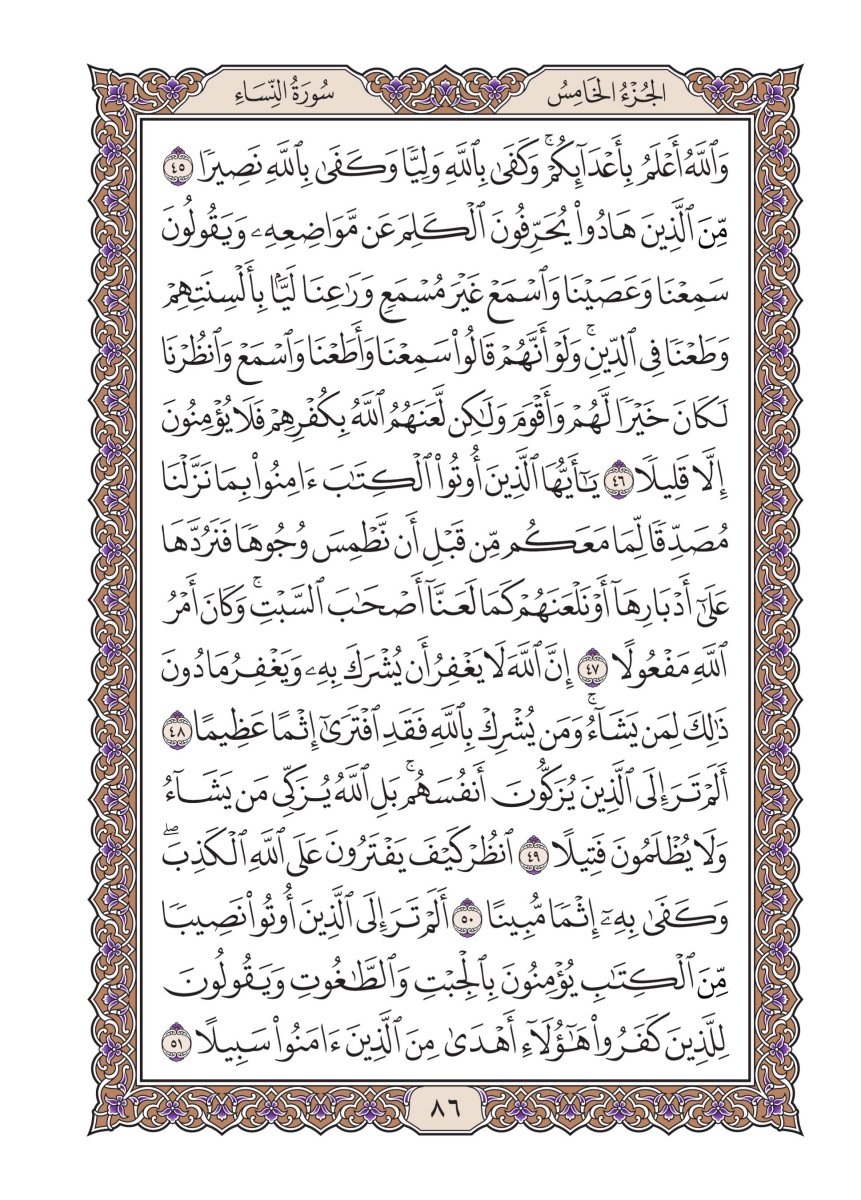 الجُزْءُ الخَامِسُ
سُورَةُ النِّسَاءِ
وَٱللَّهُ أَعۡلَمُ بِأَعۡدَآئِكُمۡۚ وَكَفَىٰ بِٱللَّهِ وَلِيّٗا وَكَفَىٰ بِٱللَّهِ نَصِيرٗا ٤٥
مِّنَ ٱلَّذِينَ هَادُواْ يُحَرِّفُونَ ٱلۡكَلِمَ عَن مَّوَاضِعِهِۦ وَيَقُولُونَ
سَمِعۡنَا وَعَصَيۡنَا وَٱسۡمَعۡ غَيۡرَ مُسۡمَعٖ وَرَٰعِنَا لَيَّۢا بِأَلۡسِنَتِهِمۡ
وَطَعۡنٗا فِي ٱلدِّينِۚ وَلَوۡ أَنَّهُمۡ قَالُواْ سَمِعۡنَا وَأَطَعۡنَا وَٱسۡمَعۡ وَٱنظُرۡنَا
لَكَانَ خَيۡرٗا لَّهُمۡ وَأَقۡوَمَ وَلَٰكِن لَّعَنَهُمُ ٱللَّهُ بِكُفۡرِهِمۡ فَلَا يُؤۡمِنُونَ
إِلَّا قَلِيلٗا ٤٦ يَٰٓأَيُّهَا ٱلَّذِينَ أُوتُواْ ٱلۡكِتَٰبَ ءَامِنُواْ بِمَا نَزَّلۡنَا
مُصَدِّقٗا لِّمَا مَعَكُم مِّن قَبۡلِ أَن نَّطۡمِسَ وُجُوهٗا فَنَرُدَّهَا
عَلَىٰٓ أَدۡبَارِهَآ أَوۡ نَلۡعَنَهُمۡ كَمَا لَعَنَّآ أَصۡحَٰبَ ٱلسَّبۡتِۚ وَكَانَ أَمۡرُ
ٱللَّهِ مَفۡعُولًا ٤٧ إِنَّ ٱللَّهَ لَا يَغۡفِرُ أَن يُشۡرَكَ بِهِۦ وَيَغۡفِرُ مَا دُونَ
ذَٰلِكَ لِمَن يَشَآءُۚ وَمَن يُشۡرِكۡ بِٱللَّهِ فَقَدِ ٱفۡتَرَىٰٓ إِثۡمًا عَظِيمًا ٤٨
أَلَمۡ تَرَ إِلَى ٱلَّذِينَ يُزَكُّونَ أَنفُسَهُمۚ بَلِ ٱللَّهُ يُزَكِّي مَن يَشَآءُ
وَلَا يُظۡلَمُونَ فَتِيلًا ٤٩ ٱنظُرۡ كَيۡفَ يَفۡتَرُونَ عَلَى ٱللَّهِ ٱلۡكَذِبَۖ
وَكَفَىٰ بِهِۦٓ إِثۡمٗا مُّبِينًا ٥٠ أَلَمۡ تَرَ إِلَى ٱلَّذِينَ أُوتُواْ نَصِيبٗا
مِّنَ ٱلۡكِتَٰبِ يُؤۡمِنُونَ بِٱلۡجِبۡتِ وَٱلطَّٰغُوتِ وَيَقُولُونَ
لِلَّذِينَ كَفَرُواْ هَٰٓؤُلَآءِ أَهۡدَىٰ مِنَ ٱلَّذِينَ ءَامَنُواْ سَبِيلًا ٥١
٨٦